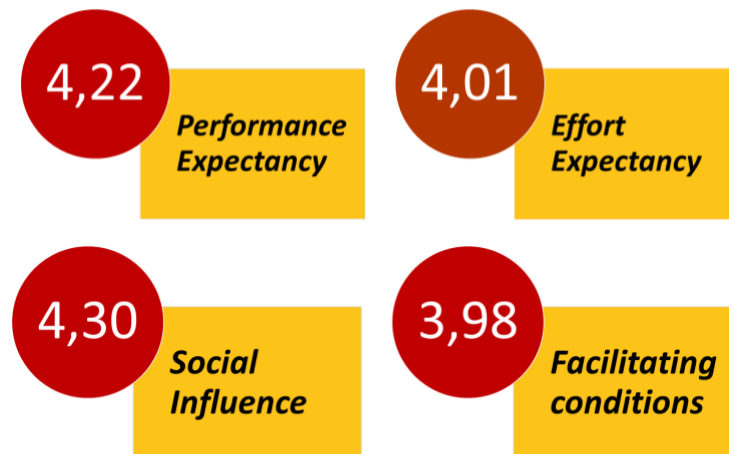 4,22
Performance
Expectancy
4,01
Effort
Expectancy
4,30
Social
Influence
3,98
Facilitating
conditions